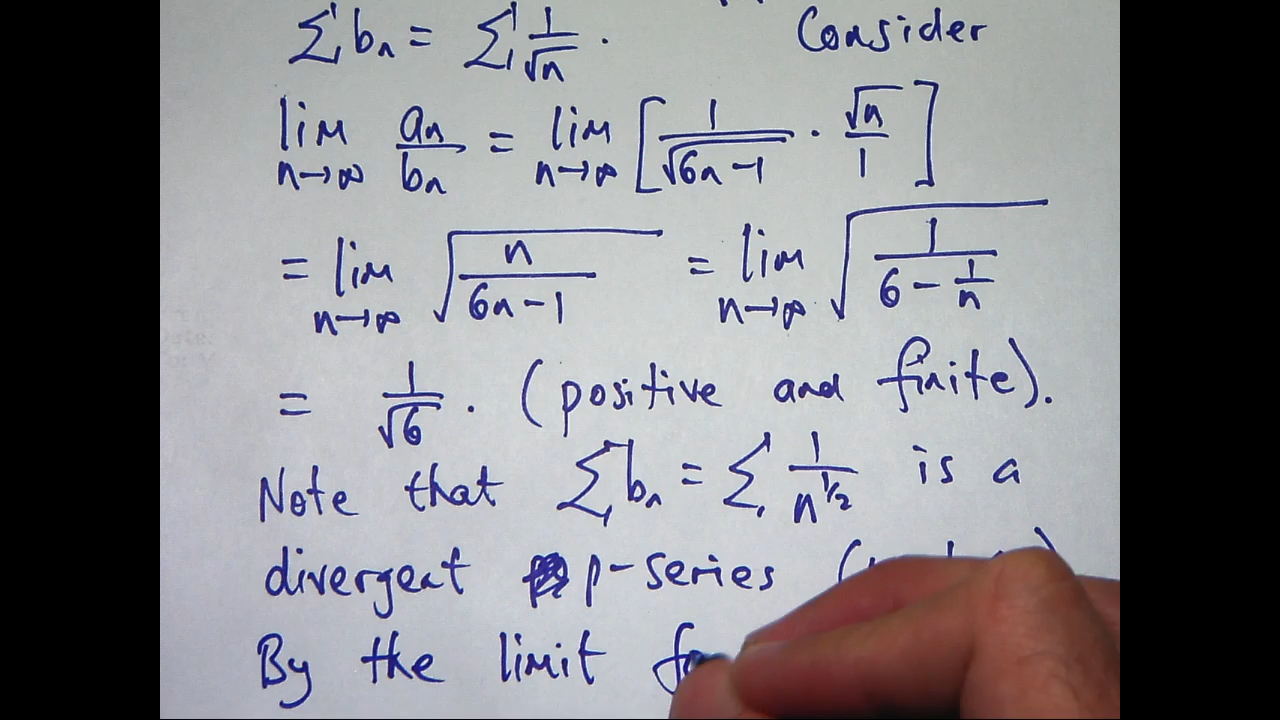 ∑bₙ = ∑ 1/√n . Consider
lim n→∞ aₙ/bₙ = lim n→∞ [ 1/√(6n-1) · √n/1 ]
= lim n→∞ √(n/(6n-1)) = lim n→∞ √(1/(6 - 1/n))
= 1/√6 . (positive and finite).
Note that ∑bₙ = ∑ 1/n^(1/2) is a
divergent p-series (
By the limit